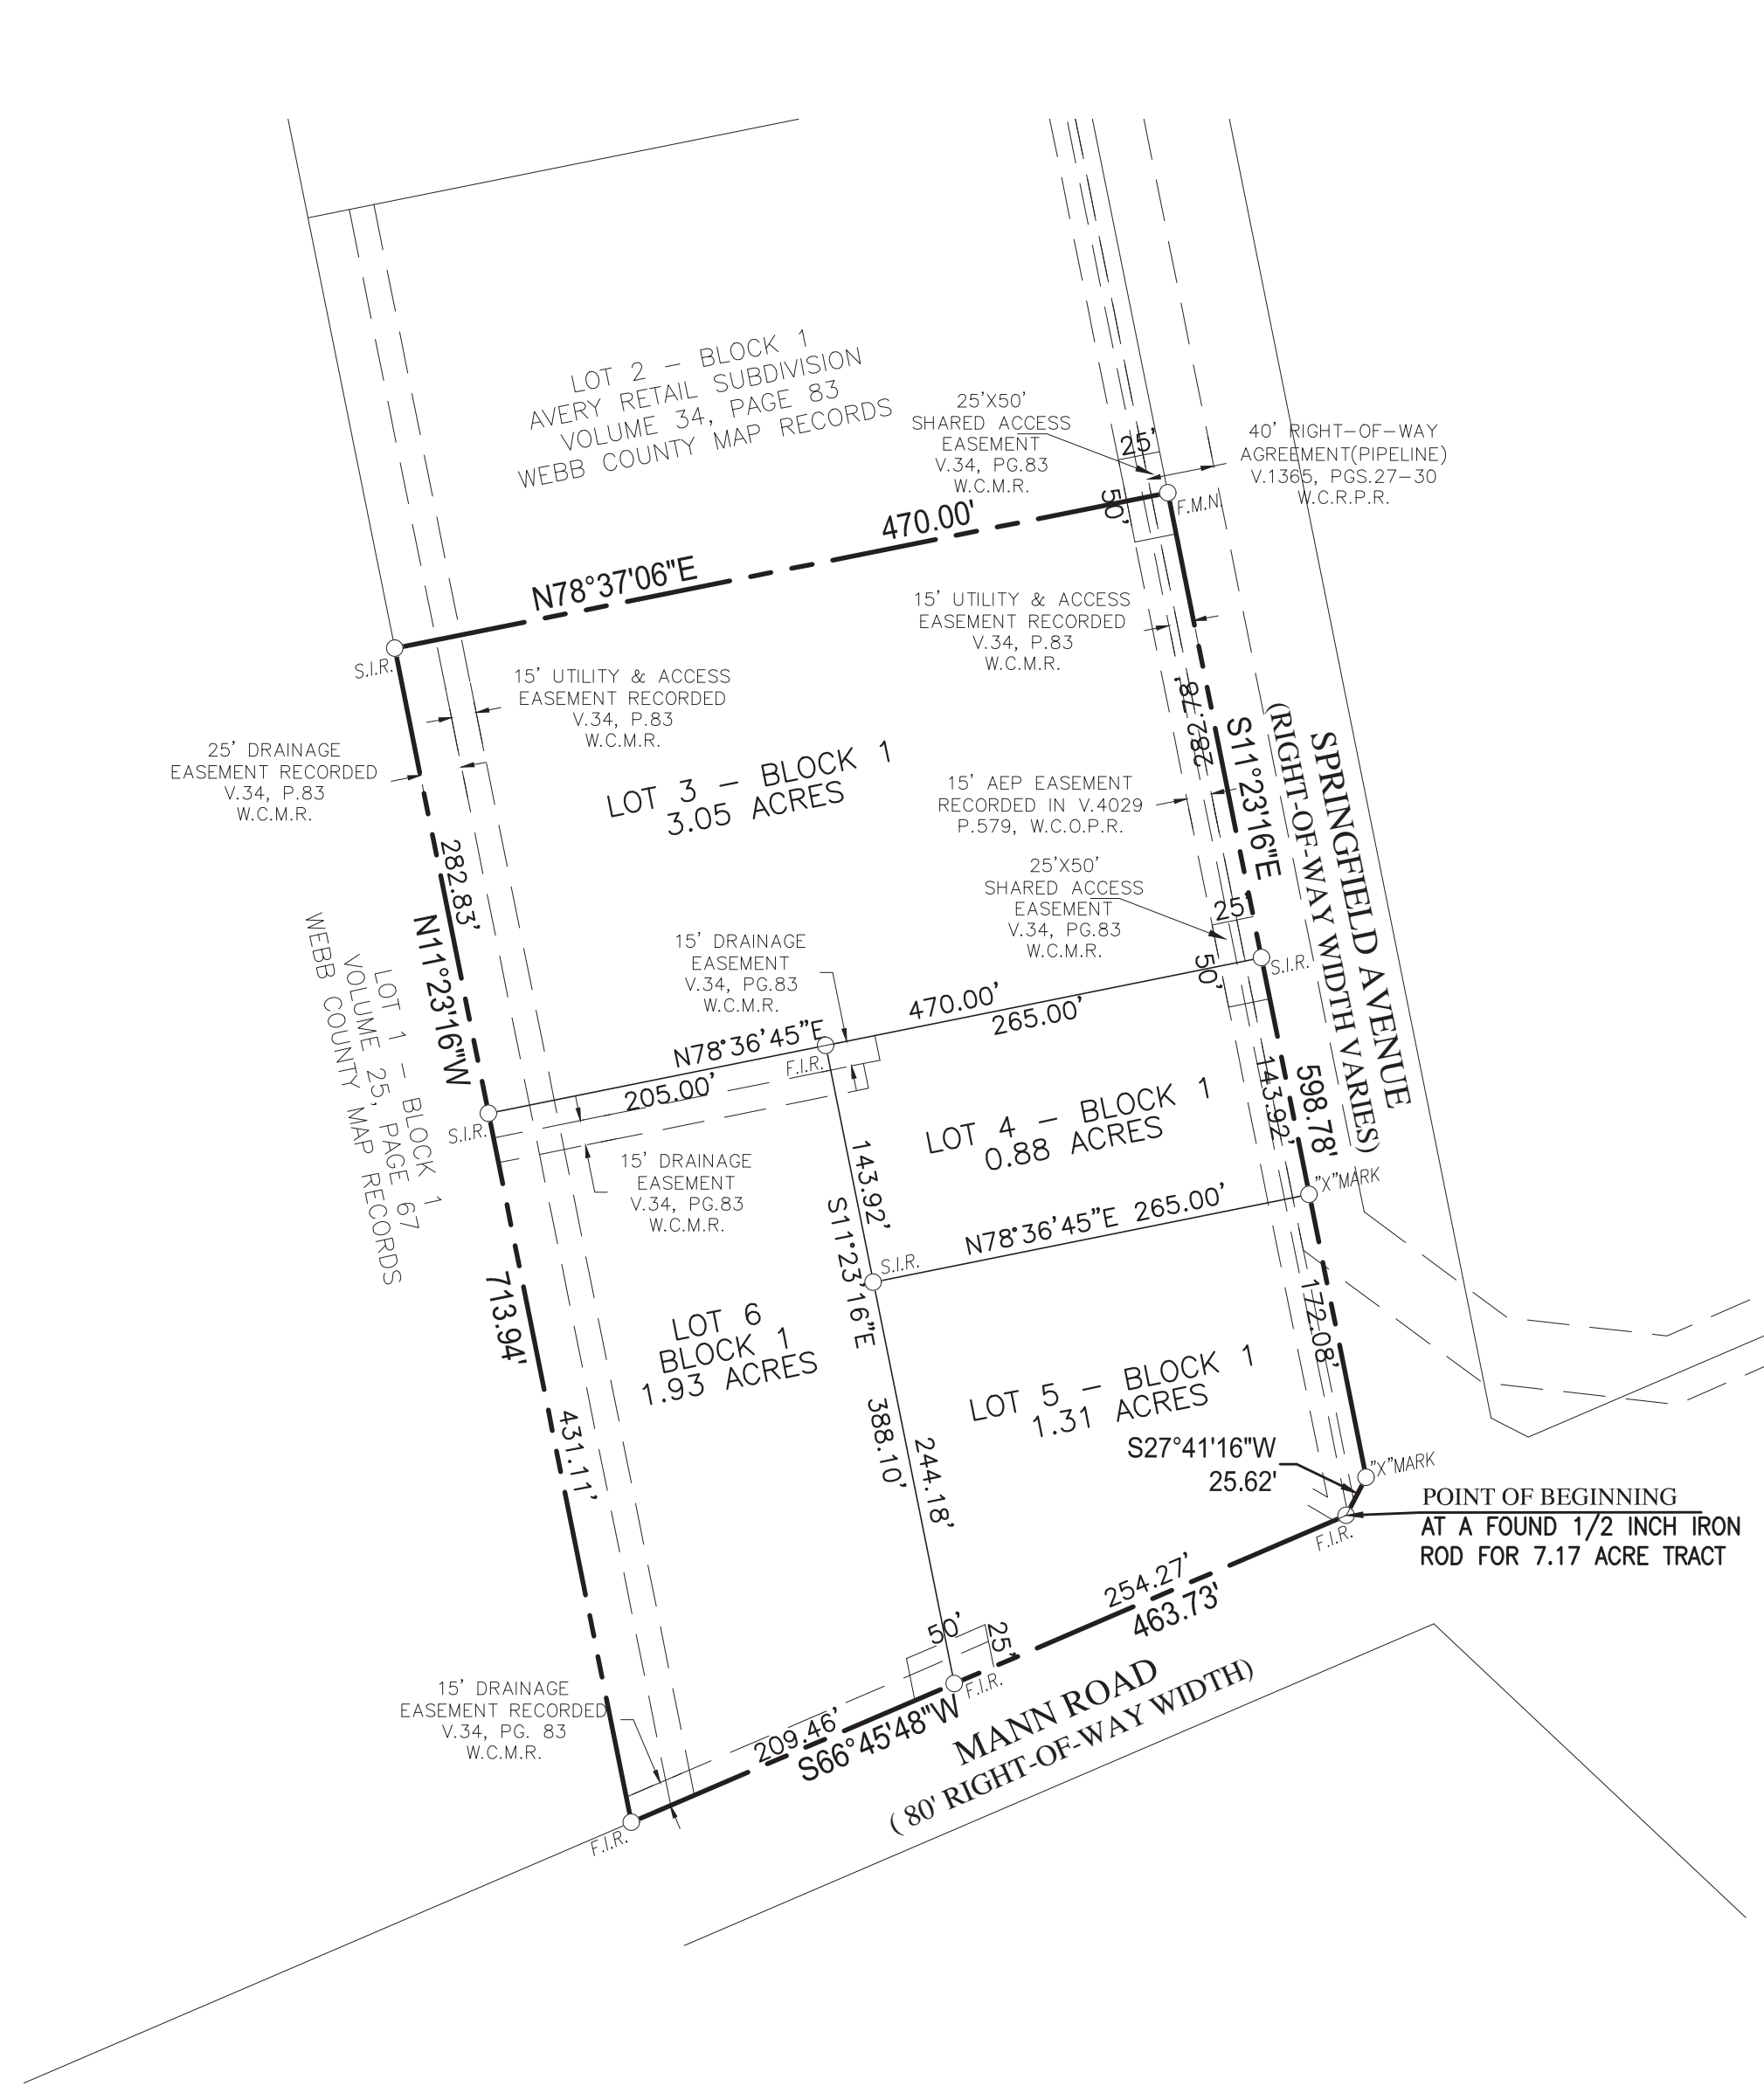 LOT 2 – BLOCK 1
AVERY RETAIL SUBDIVISION
VOLUME 34, PAGE 83
WEBB COUNTY MAP RECORDS
25'X50'
SHARED ACCESS
EASEMENT
V.34, PG.83
W.C.M.R.
25'
50'
40' RIGHT–OF–WAY
AGREEMENT(PIPELINE)
V.1365, PGS.27–30
W.C.R.P.R.
F.M.N.
470.00'
N78°37'06"E
S.I.R.
15' UTILITY & ACCESS
EASEMENT RECORDED
V.34, P.83
W.C.M.R.
15' UTILITY & ACCESS
EASEMENT RECORDED
V.34, P.83
W.C.M.R.
25' DRAINAGE
EASEMENT RECORDED
V.34, P.83
W.C.M.R.
LOT 3 – BLOCK 1
3.05 ACRES
282.78'
S11°23'16"E
SPRINGFIELD AVENUE
(RIGHT-OF-WAY WIDTH VARIES)
15' AEP EASEMENT
RECORDED IN V.4029
P.579, W.C.O.P.R.
25'X50'
SHARED ACCESS
EASEMENT
V.34, PG.83
W.C.M.R.
25'
50'
S.I.R.
282.83'
N11°23'16"W
LOT 1 – BLOCK 1
VOLUME 25, PAGE 67
WEBB COUNTY MAP RECORDS
15' DRAINAGE
EASEMENT
V.34, PG.83
W.C.M.R.
470.00'
N78°36'45"E
265.00'
F.I.R.
205.00'
S.I.R.
15' DRAINAGE
EASEMENT
V.34, PG.83
W.C.M.R.
LOT 4 – BLOCK 1
0.88 ACRES
143.92'
598.78'
143.92'
S11°23'16"E
"X"MARK
N78°36'45"E 265.00'
S.I.R.
713.94'
LOT 6
BLOCK 1
1.93 ACRES
172.08'
LOT 5 – BLOCK 1
1.31 ACRES
431.11'
388.10'
244.18'
S27°41'16"W
25.62'
"X"MARK
POINT OF BEGINNING
AT A FOUND 1/2 INCH IRON
ROD FOR 7.17 ACRE TRACT
F.I.R.
254.27'
463.73'
50'
25'
F.I.R.
15' DRAINAGE
EASEMENT RECORDED
V.34, PG. 83
W.C.M.R.
209.46'
S66°45'48"W
MANN ROAD
( 80' RIGHT-OF-WAY WIDTH)
F.I.R.